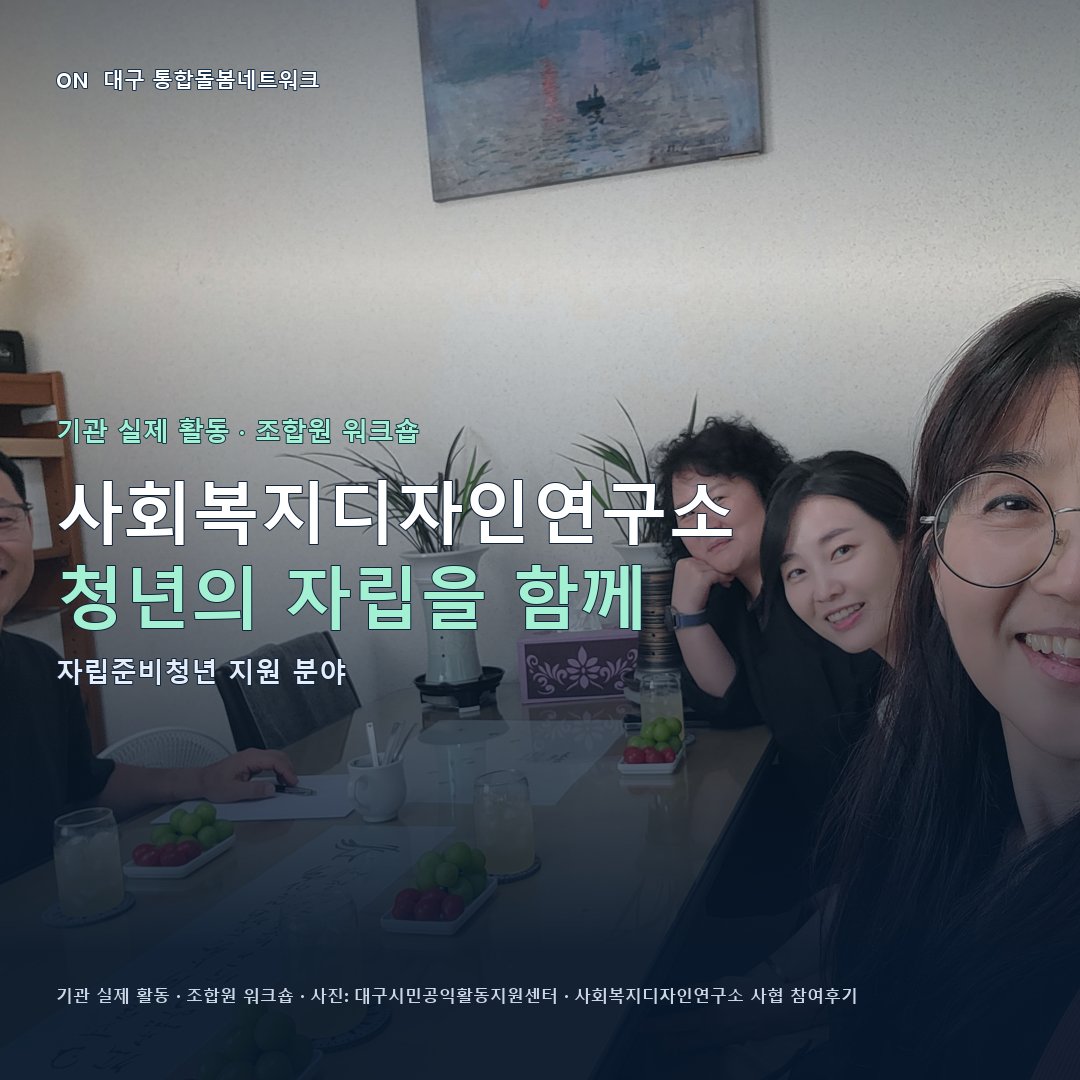 ON 대구 통합돌봄네트워크
기관 실제 활동 · 조합원 워크숍
사회복지디자인연구소
청년의 자립을 함께
자립준비청년 지원 분야
기관 실제 활동 · 조합원 워크숍 · 사진: 대구시민공익활동지원센터 · 사회복지디자인연구소 사협 참여후기